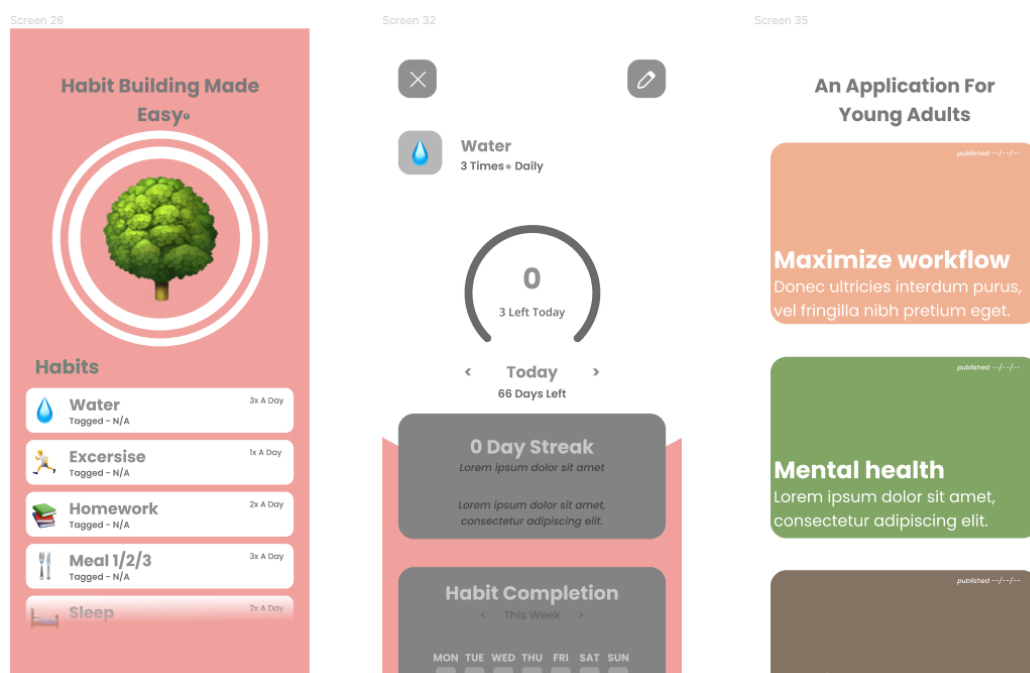 Screen 26
Habit Building Made
Easy
Habits
Water
3x A Day
Tagged - N/A
Excersise
1x A Day
Tagged - N/A
Homework
2x A Day
Tagged - N/A
Meal 1/2/3
3x A Day
Tagged - N/A
Sleep
2x A Day
Screen 32
Water
3 Times • Daily
0
3 Left Today
< Today >
66 Days Left
0 Day Streak
Lorem ipsum dolor sit amet
Lorem ipsum dolor sit amet,
consectetur adipiscing elit.
Habit Completion
< This Week >
MON TUE WED THU FRI SAT SUN
Screen 35
An Application For
Young Adults
published --/--/--
Maximize workflow
Donec ultricies interdum purus,
vel fringilla nibh pretium eget.
published --/--/--
Mental health
Lorem ipsum dolor sit amet,
consectetur adipiscing elit.
published --/--/--